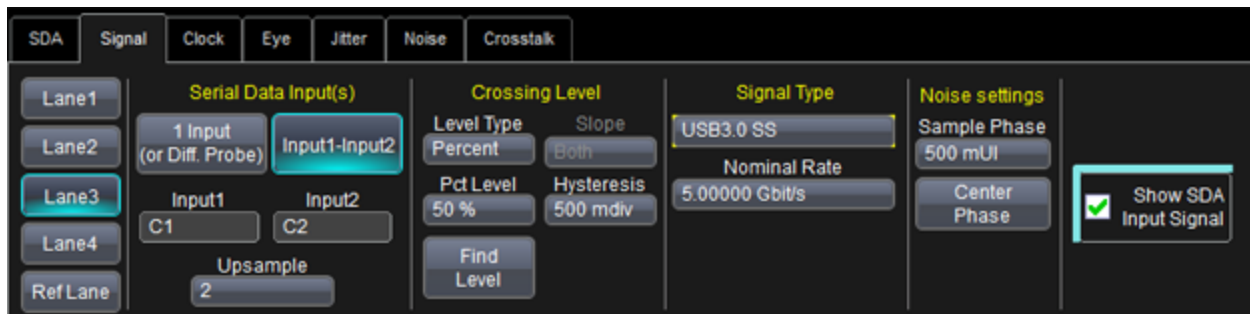 SDA Signal Clock Eye Jitter Noise Crosstalk
Lane1
Lane2
Lane3
Lane4
Ref Lane
Serial Data Input(s)
1 Input
(or Diff. Probe)
Input1-Input2
Input1 Input2
C1 C2
Upsample
2
Crossing Level
Level Type Slope
Percent Both
Pct Level Hysteresis
50 % 500 mdiv
Find
Level
Signal Type
USB3.0 SS
Nominal Rate
5.00000 Gbit/s
Noise settings
Sample Phase
500 mUI
Center
Phase
Show SDA
Input Signal